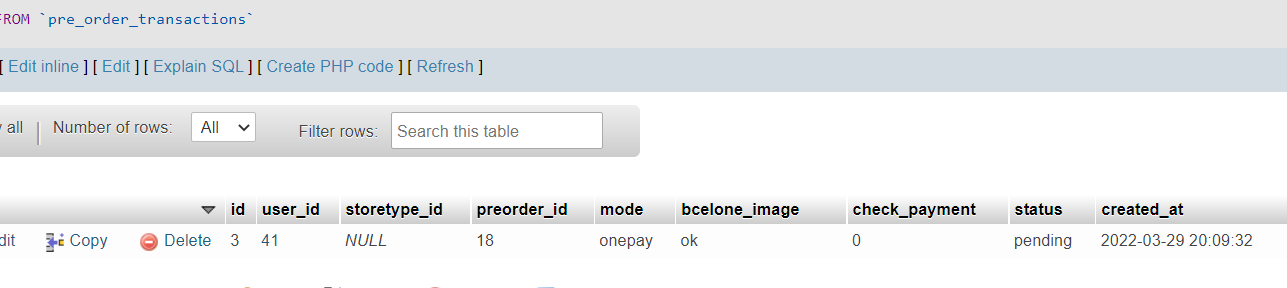 FROM `pre_order_transactions`
[ Edit inline ] [ Edit ] [ Explain SQL ] [ Create PHP code ] [ Refresh ]
all | Number of rows: All Filter rows: Search this table
id user_id storetype_id preorder_id mode bcelone_image check_payment status created_at
Copy Delete 3 41 NULL 18 onepay ok 0 pending 2022-03-29 20:09:32